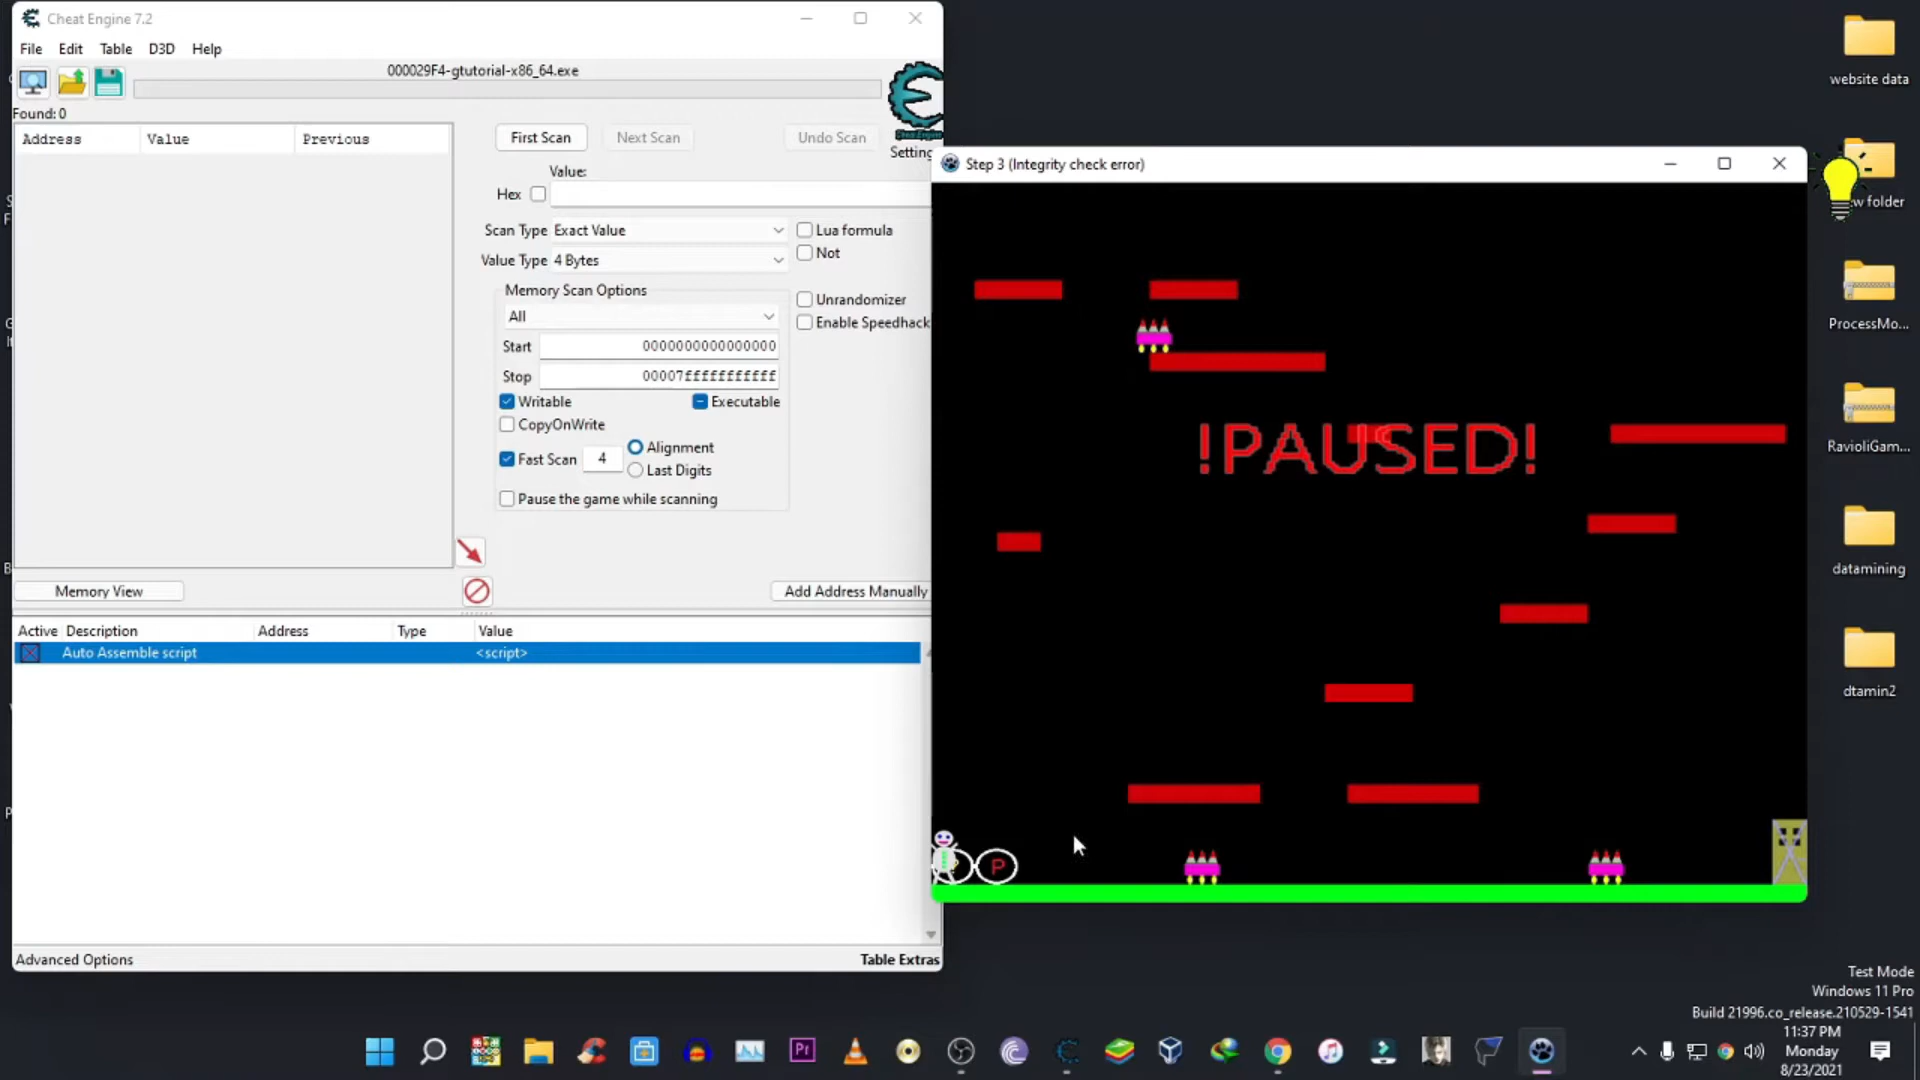 Cheat Engine 7.2
File Edit Table D3D Help
000029F4-gtutorial-x86_64.exe
Found: 0
Address Value Previous
First Scan Next Scan Undo Scan
Setting
Value:
Hex
Scan Type Exact Value
Lua formula
Value Type 4 Bytes
Not
Memory Scan Options
All
Unrandomizer
Enable Speedhack
Start 0000000000000000
Stop 00007fffffffffff
Writable Executable
CopyOnWrite
Fast Scan 4 Alignment
Last Digits
Pause the game while scanning
Memory View
Add Address Manually
Active Description Address Type Value
Auto Assemble script <script>
Advanced Options Table Extras
Step 3 (Integrity check error)
!PAUSED!
P
website data
w folder
ProcessMo...
RavioliGam...
datamining
dtamin2
Test Mode
Windows 11 Pro
Build 21996.co_release.210529-1541
Pr
11:37 PM
Monday
8/23/2021